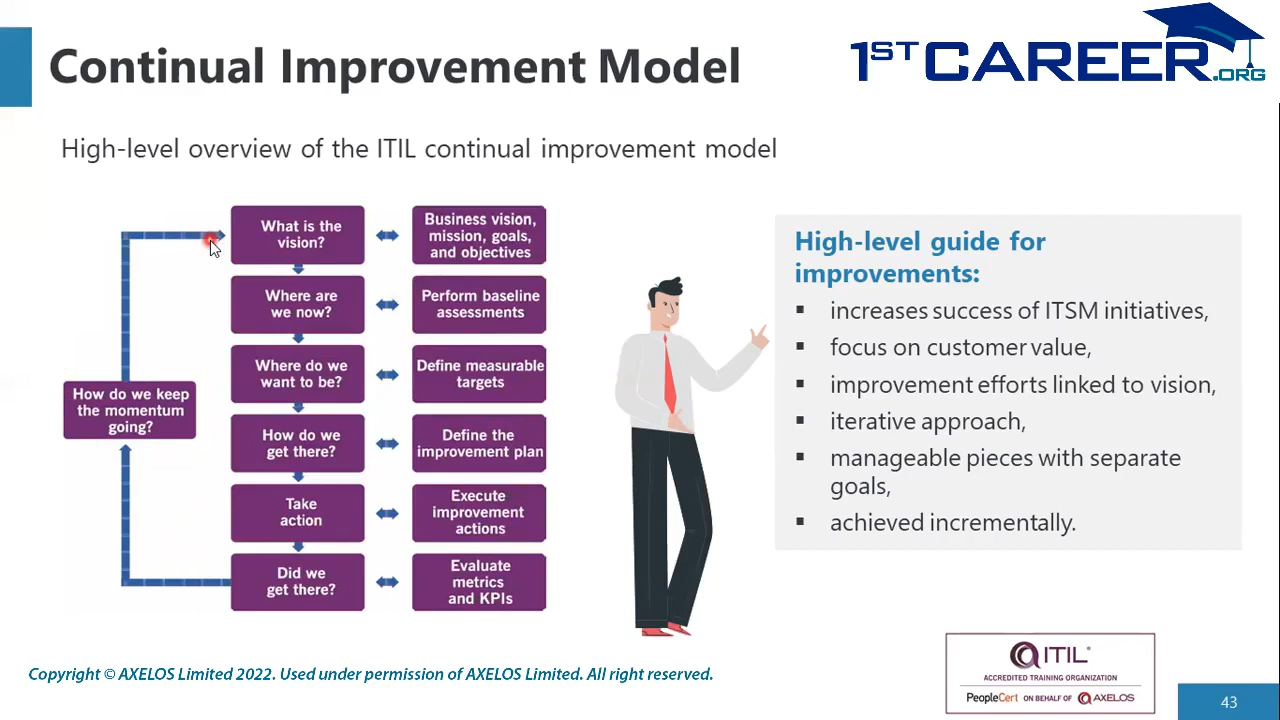 Continual Improvement Model
1ST CAREER.ORG
High-level overview of the ITIL continual improvement model
What is the
vision?
Business vision,
mission, goals,
and objectives
Where are
we now?
Perform baseline
assessments
Where do we
want to be?
Define measurable
targets
How do we keep
the momentum
going?
How do we
get there?
Define the
improvement plan
Take
action
Execute
improvement
actions
Did we
get there?
Evaluate
metrics
and KPIs
High-level guide for
improvements:
▪ increases success of ITSM initiatives,
▪ focus on customer value,
▪ improvement efforts linked to vision,
▪ iterative approach,
▪ manageable pieces with separate
goals,
▪ achieved incrementally.
Copyright © AXELOS Limited 2022. Used under permission of AXELOS Limited. All right reserved.
ITIL®
ACCREDITED TRAINING ORGANIZATION
PeopleCert ON BEHALF OF AXELOS
43